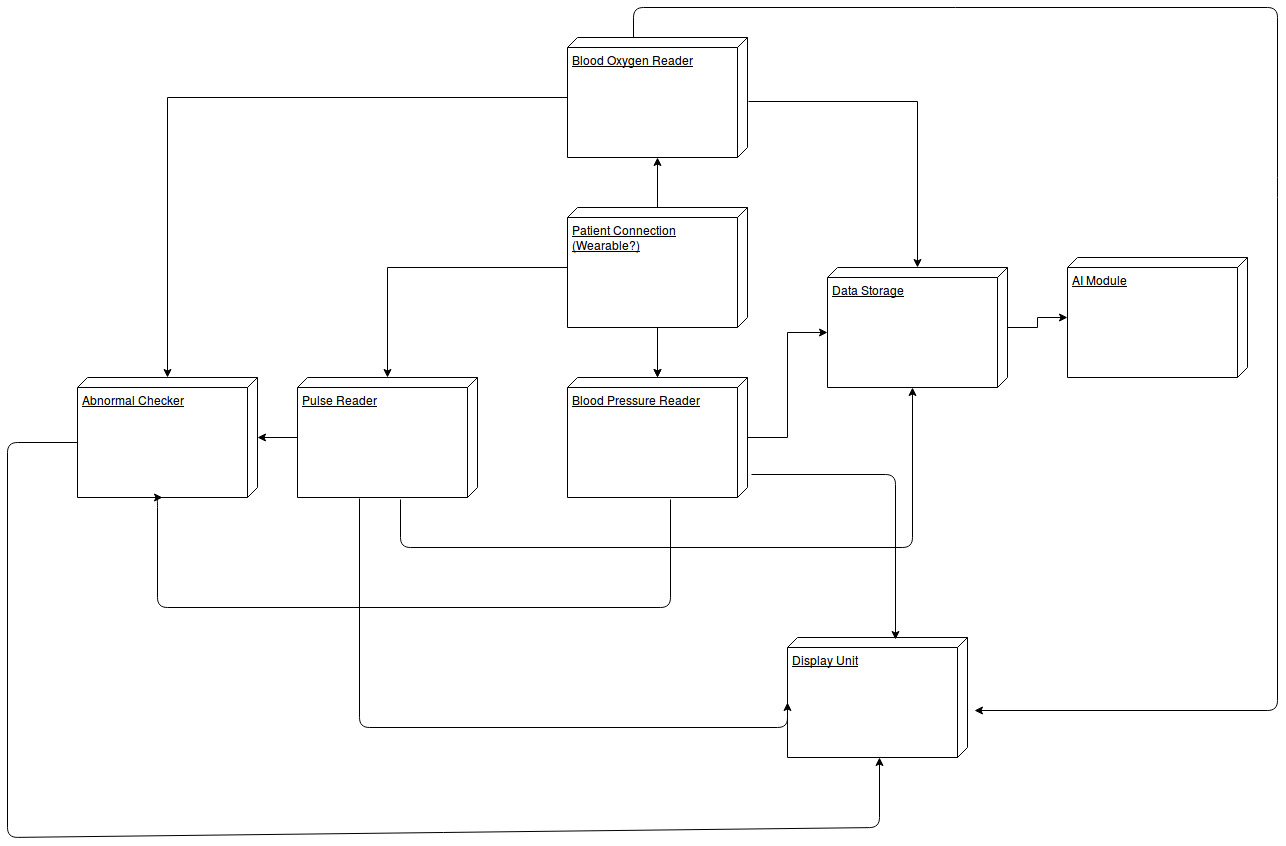 Blood Oxygen Reader
Patient Connection
(Wearable?)
Data Storage
AI Module
Abnormal Checker
Pulse Reader
Blood Pressure Reader
Display Unit